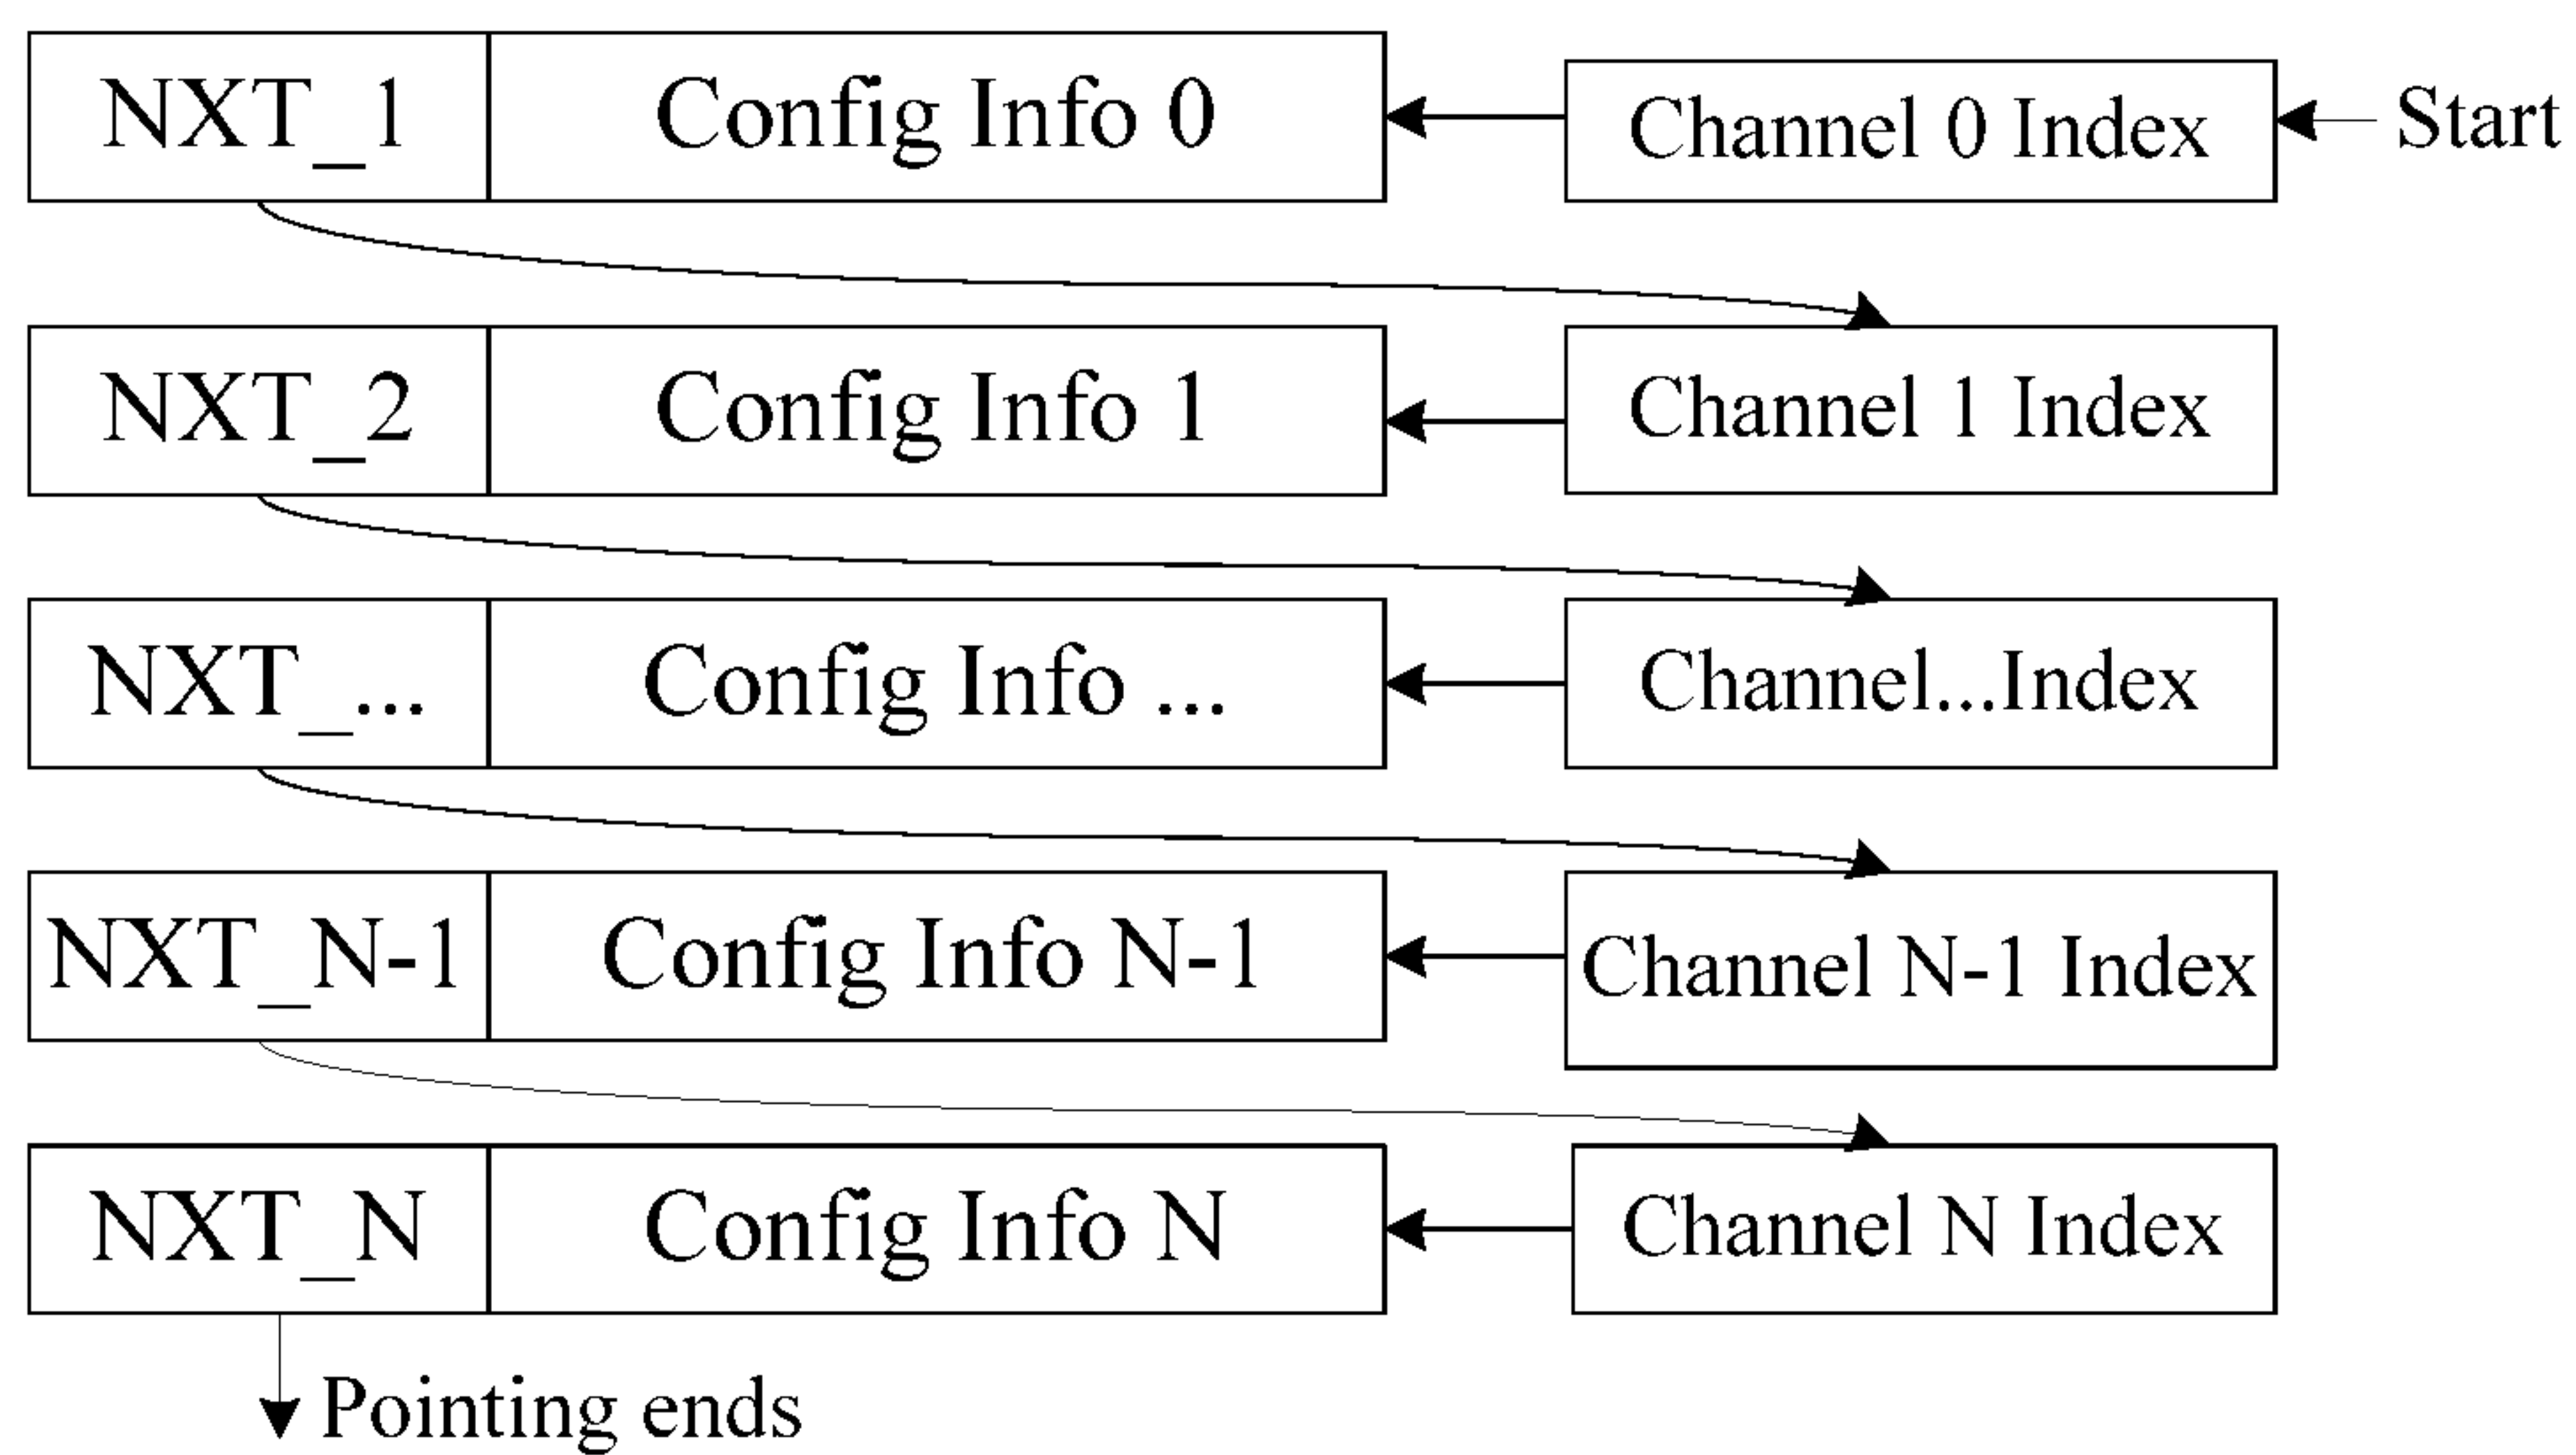 NXT_1 Config Info 0 Channel 0 Index Start
NXT_2 Config Info 1 Channel 1 Index
NXT_... Config Info ... Channel...Index
NXT_N-1 Config Info N-1 Channel N-1 Index
NXT_N Config Info N Channel N Index
Pointing ends